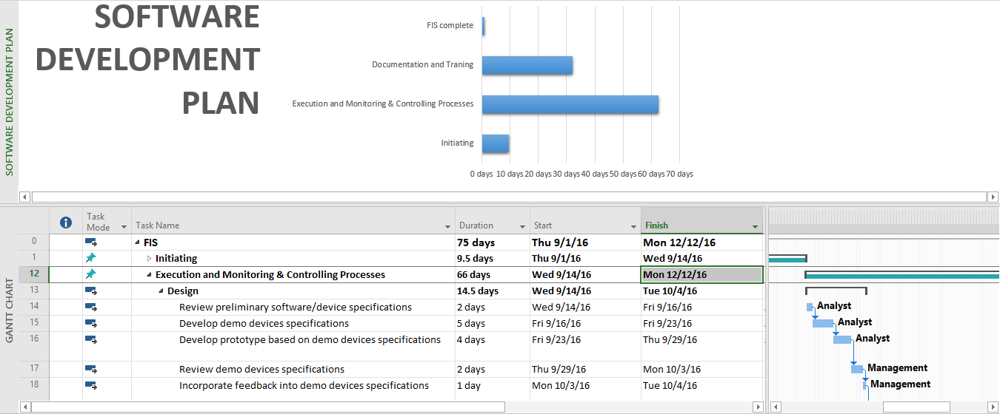 SOFTWARE DEVELOPMENT PLAN
SOFTWARE
DEVELOPMENT
PLAN
FIS complete
Documentation and Traning
Execution and Monitoring & Controlling Processes
Initiating
0 days 10 days 20 days 30 days 40 days 50 days 60 days 70 days
GANTT CHART
Task Mode Task Name Duration Start Finish
0 FIS 75 days Thu 9/1/16 Mon 12/12/16
1 Initiating 9.5 days Thu 9/1/16 Wed 9/14/16
12 Execution and Monitoring & Controlling Processes 66 days Wed 9/14/16 Mon 12/12/16
13 Design 14.5 days Wed 9/14/16 Tue 10/4/16
14 Review preliminary software/device specifications 2 days Wed 9/14/16 Fri 9/16/16 Analyst
15 Develop demo devices specifications 5 days Fri 9/16/16 Fri 9/23/16 Analyst
16 Develop prototype based on demo devices specifications 4 days Fri 9/23/16 Thu 9/29/16 Analyst
17 Review demo devices specifications 2 days Thu 9/29/16 Mon 10/3/16 Management
18 Incorporate feedback into demo devices specifications 1 day Mon 10/3/16 Tue 10/4/16 Management